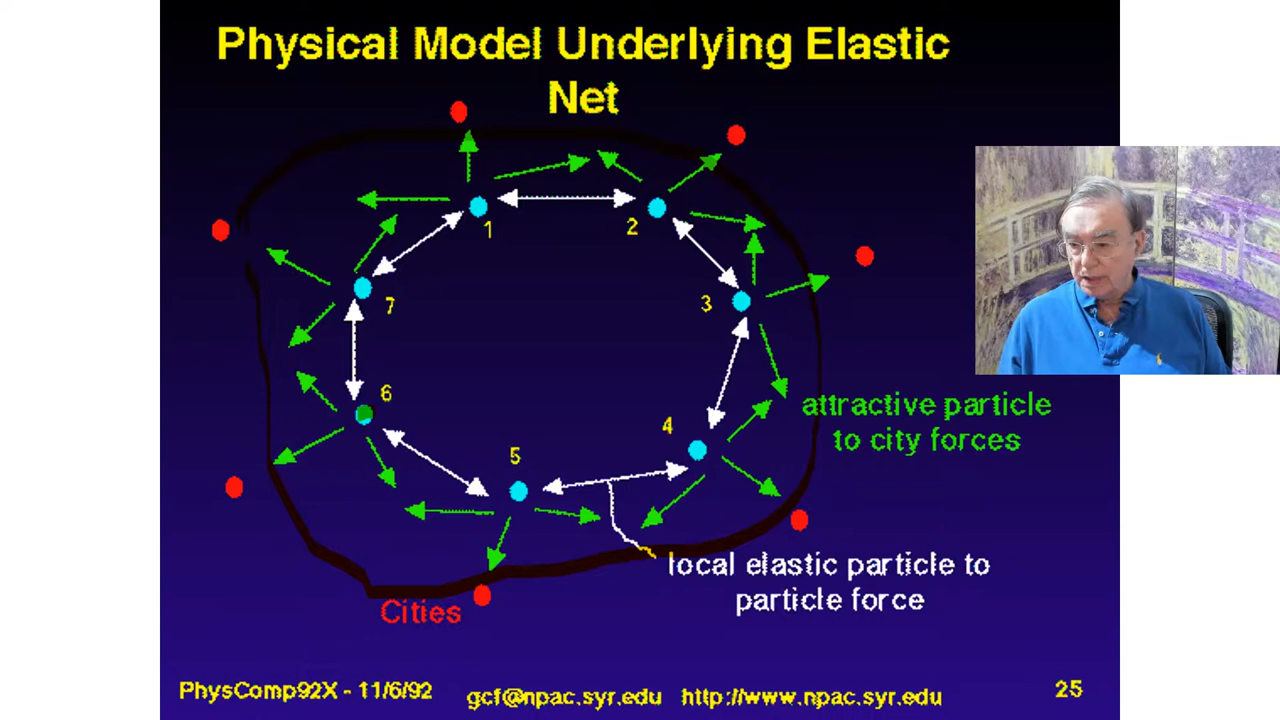 Physical Model Underlying Elastic
Net
1
2
3
4
5
6
7
attractive particle
to city forces
local elastic particle to
particle force
Cities
PhysComp92X - 11/6/92
gcf@npac.syr.edu http://www.npac.syr.edu
25